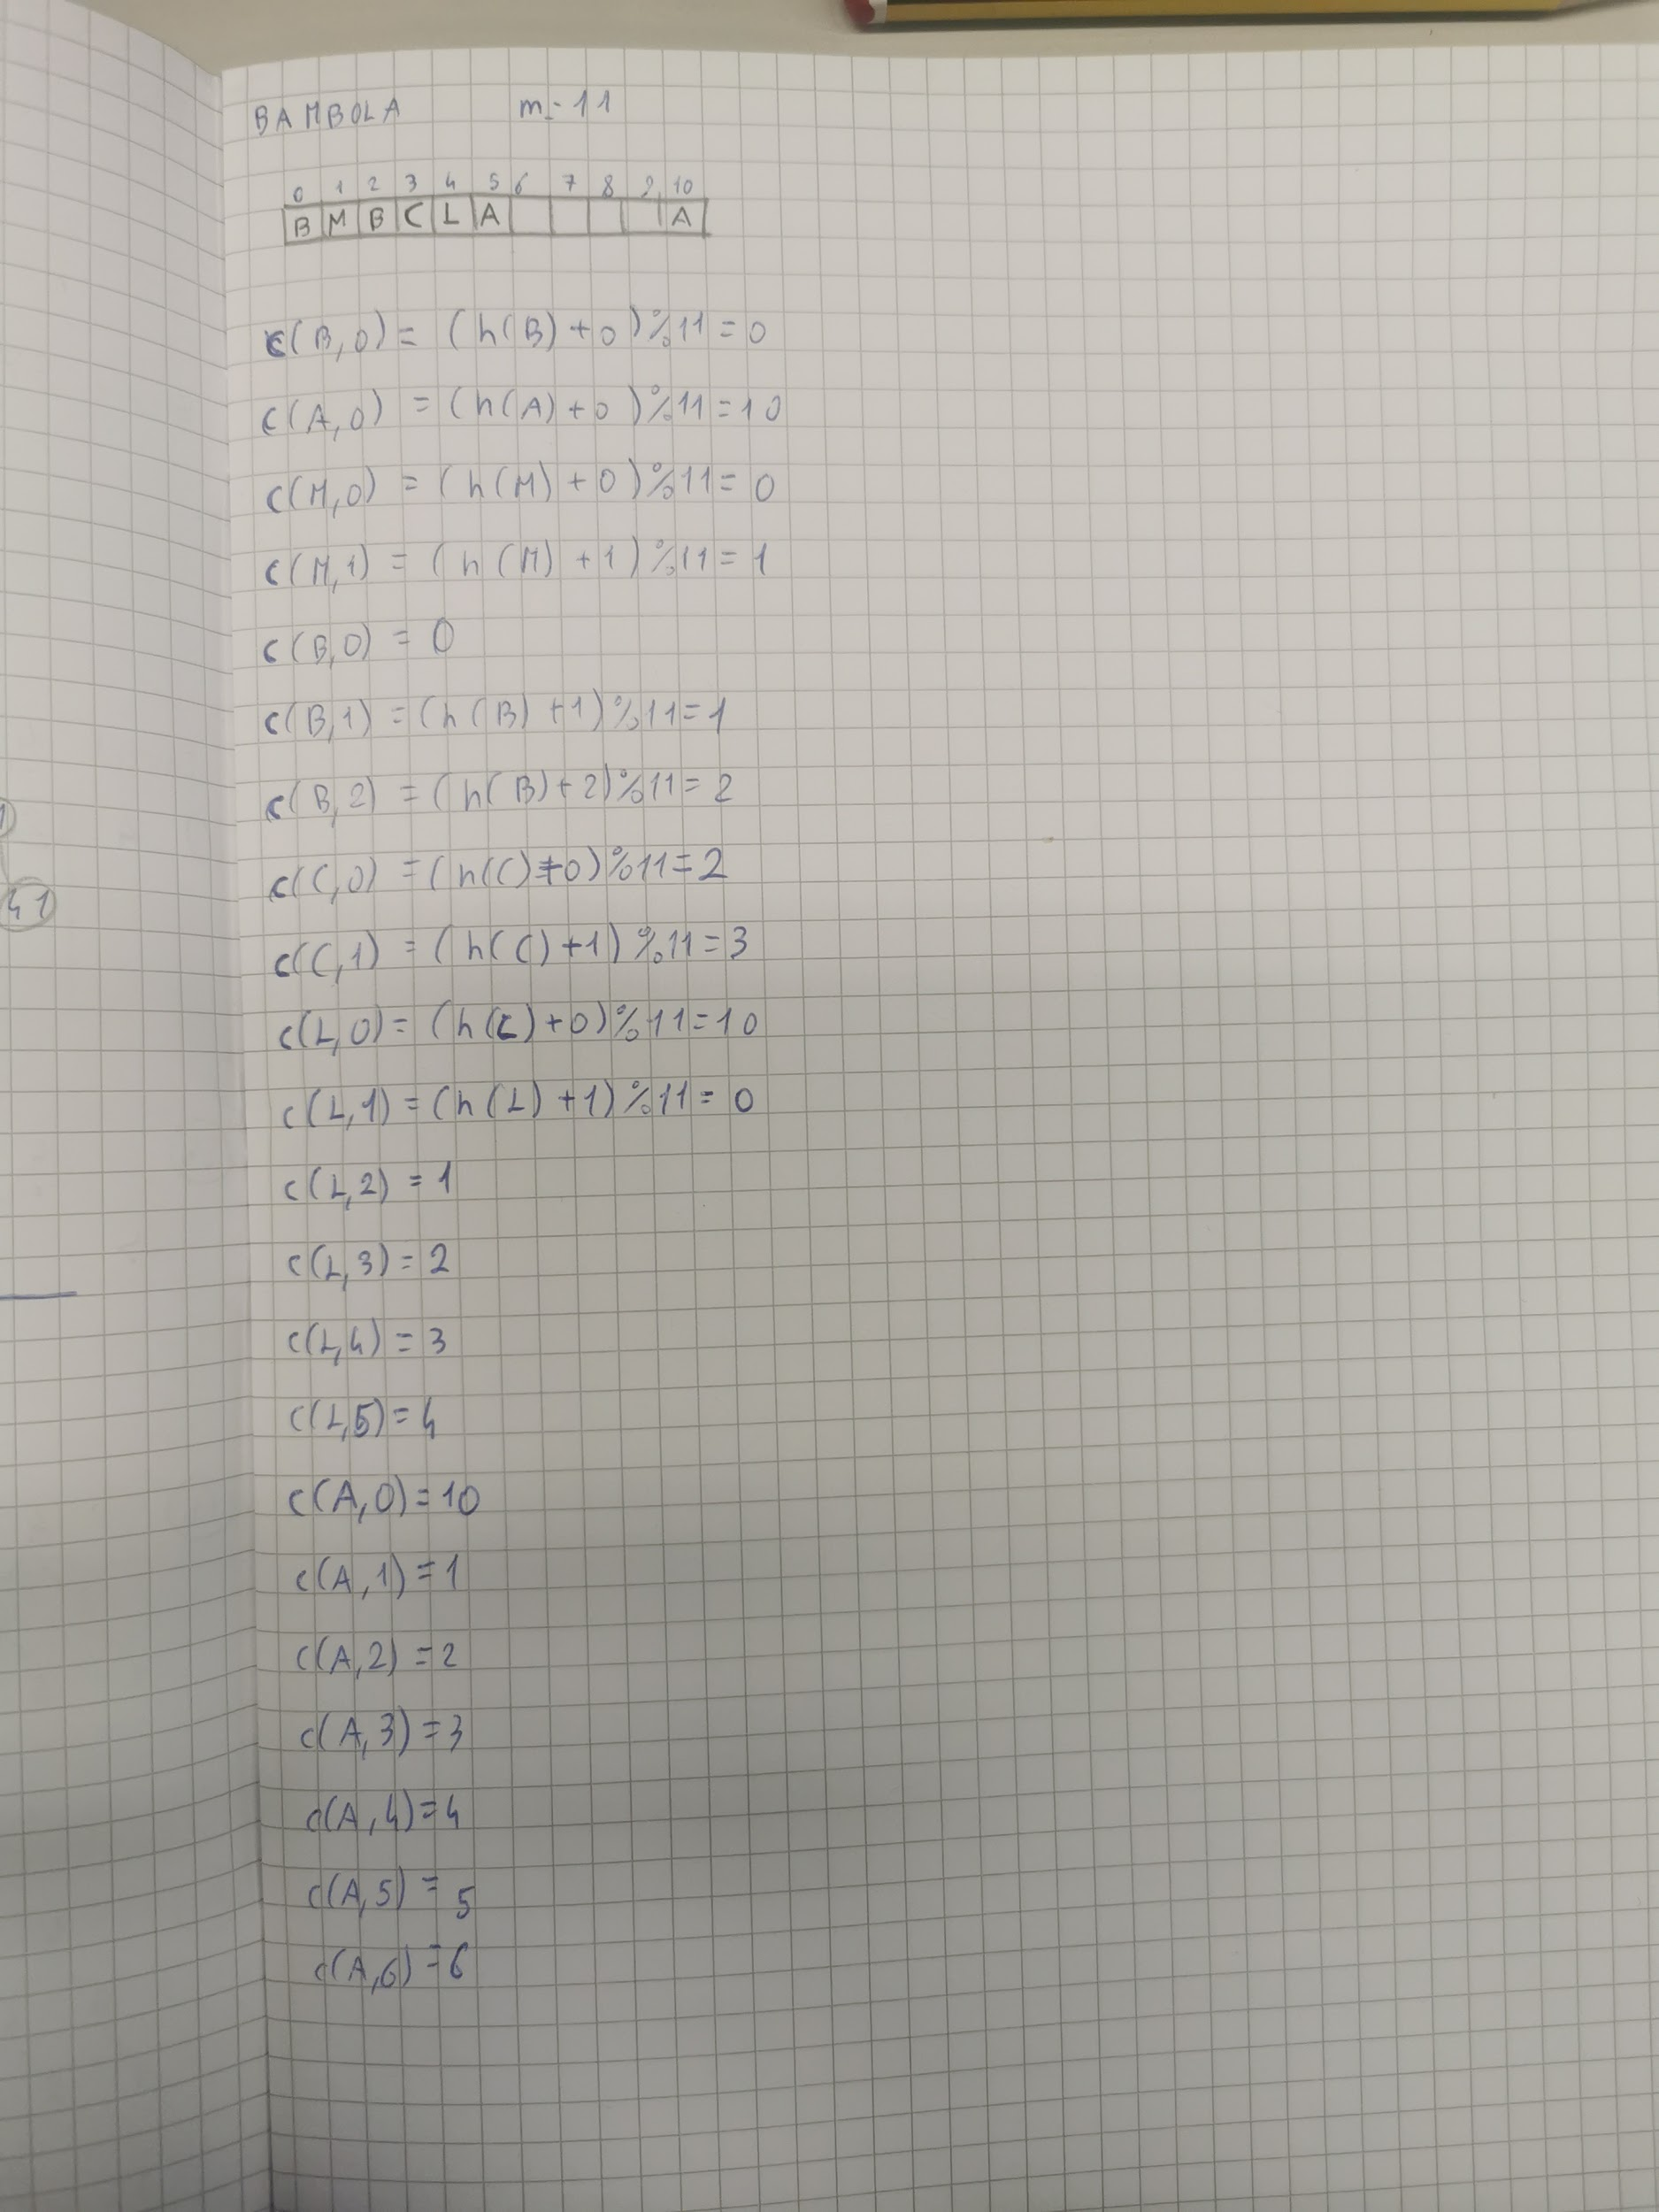 BAMBOLA m=11
0 1 2 3 4 5 6 7 8 9 10
B M B C L A A
c(B,0) = (h(B)+0)%11=0
c(A,0) = (h(A)+0)%11=10
c(M,0) = (h(M)+0)%11=0
c(M,1) = (h(M)+1)%11=1
c(B,0) = 0
c(B,1) = (h(B)+1)%11=1
c(B,2) = (h(B)+2)%11=2
c(C,0) = (h(C)+0)%11=2
c(C,1) = (h(C)+1)%11=3
c(L,0) = (h(L)+0)%11=10
c(L,1) = (h(L)+1)%11=0
c(L,2) = 1
c(L,3) = 2
c(L,4) = 3
c(L,5) = 4
c(A,0) = 10
c(A,1) = 1
c(A,2) = 2
c(A,3) = 3
c(A,4) = 4
c(A,5) = 5
c(A,6) = 6
41